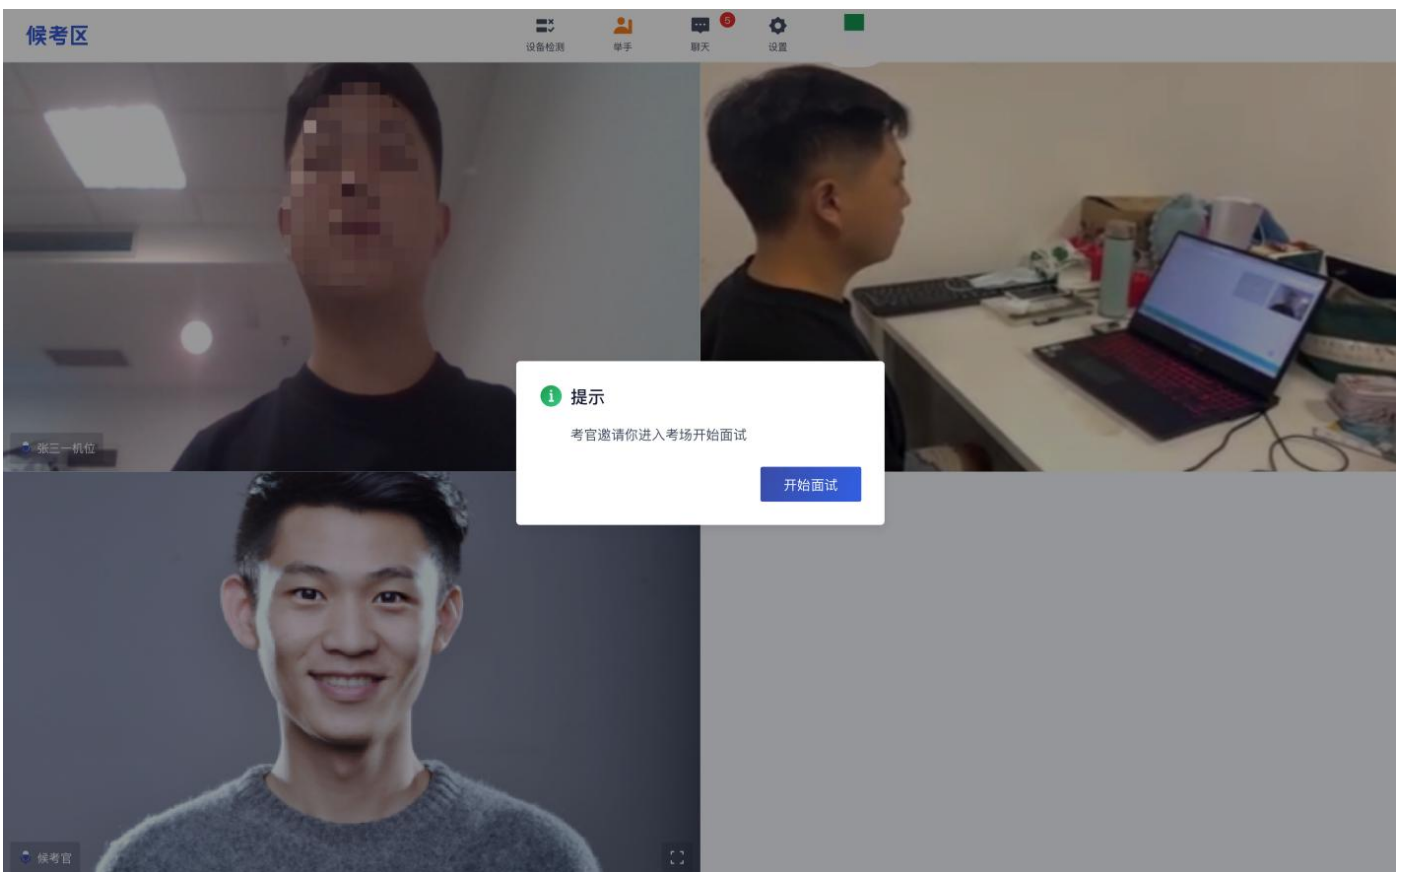 候考区
设备检测
举手
聊天
5
设置
提示
考官邀请你进入考场开始面试
开始面试
张三一机位
候考官